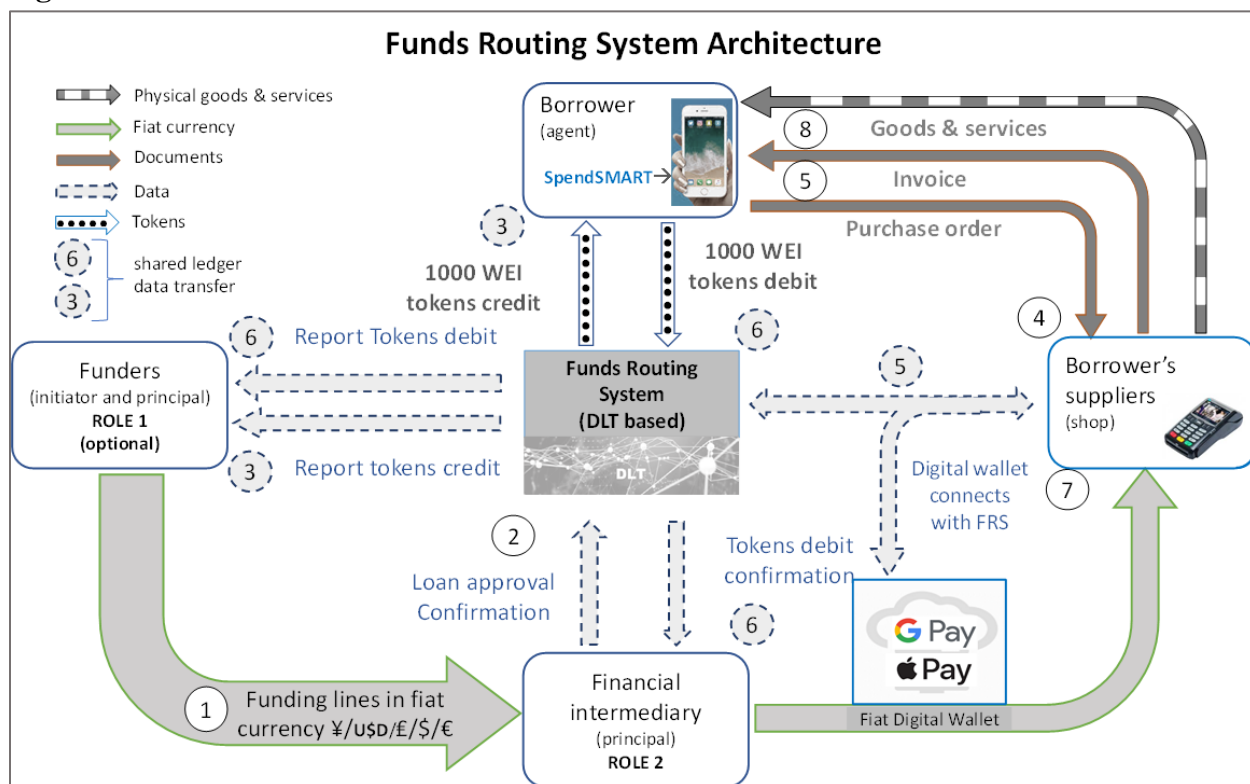 Funds Routing System Architecture
Physical goods & services
Fiat currency
Documents
Data
Tokens
6
3
shared ledger
data transfer
Borrower
(agent)
SpendSMART
8
Goods & services
5
Invoice
Purchase order
3
1000 WEI
tokens credit
1000 WEI
tokens debit
6
Report Tokens debit
6
4
Funders
(initiator and principal)
ROLE 1
(optional)
Funds Routing
System
(DLT based)
DLT
5
Borrower's
suppliers
(shop)
3
Report tokens credit
Digital wallet
connects
with FRS
7
2
Loan approval
Confirmation
Tokens debit
confirmation
6
G Pay
Pay
Fiat Digital Wallet
1
Funding lines in fiat
currency ¥/U$D/£/$/€
Financial
intermediary
(principal)
ROLE 2